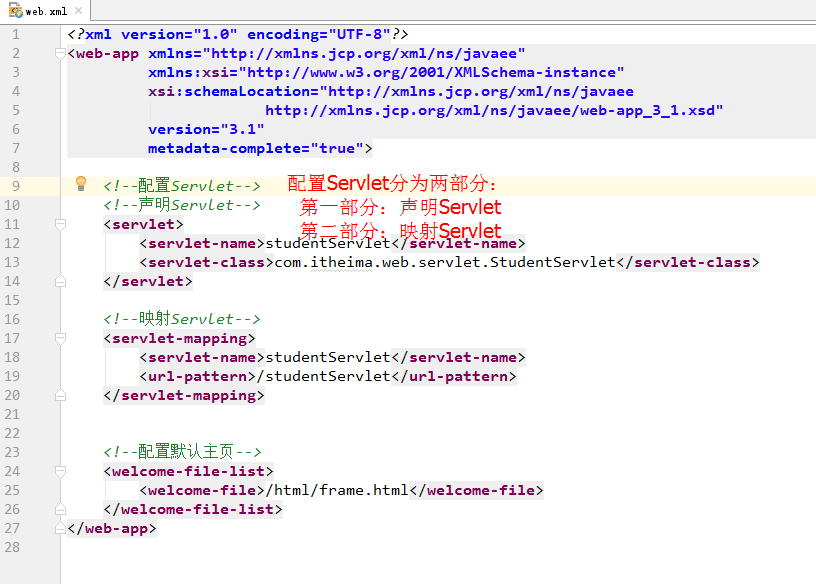 web.xml
1 <?xml version="1.0" encoding="UTF-8"?>
2 <web-app xmlns="http://xmlns.jcp.org/xml/ns/javaee"
3 xmlns:xsi="http://www.w3.org/2001/XMLSchema-instance"
4 xsi:schemaLocation="http://xmlns.jcp.org/xml/ns/javaee
5 http://xmlns.jcp.org/xml/ns/javaee/web-app_3_1.xsd"
6 version="3.1"
7 metadata-complete="true">
8
9 <!--配置Servlet--> 配置Servlet分为两部分:
10 <!--声明Servlet--> 第一部分: 声明Servlet
11 <servlet> 第二部分: 映射Servlet
12 <servlet-name>studentServlet</servlet-name>
13 <servlet-class>com.itheima.web.servlet.StudentServlet</servlet-class>
14 </servlet>
15
16 <!--映射Servlet-->
17 <servlet-mapping>
18 <servlet-name>studentServlet</servlet-name>
19 <url-pattern>/studentServlet</url-pattern>
20 </servlet-mapping>
21
22
23 <!--配置默认主页-->
24 <welcome-file-list>
25 <welcome-file>/html/frame.html</welcome-file>
26 </welcome-file-list>
27 </web-app>
28